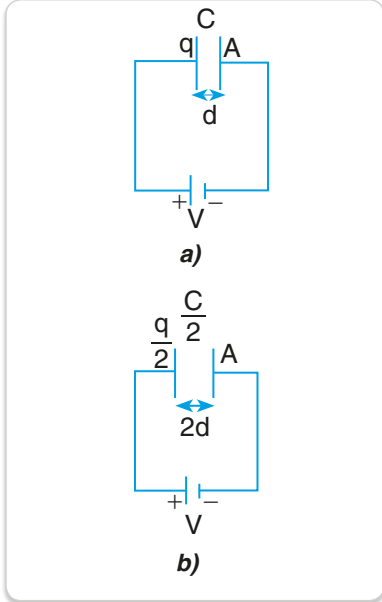 C
q A
d
+ −
V
a)
C/2
q/2 A
2d
+ −
V
b)